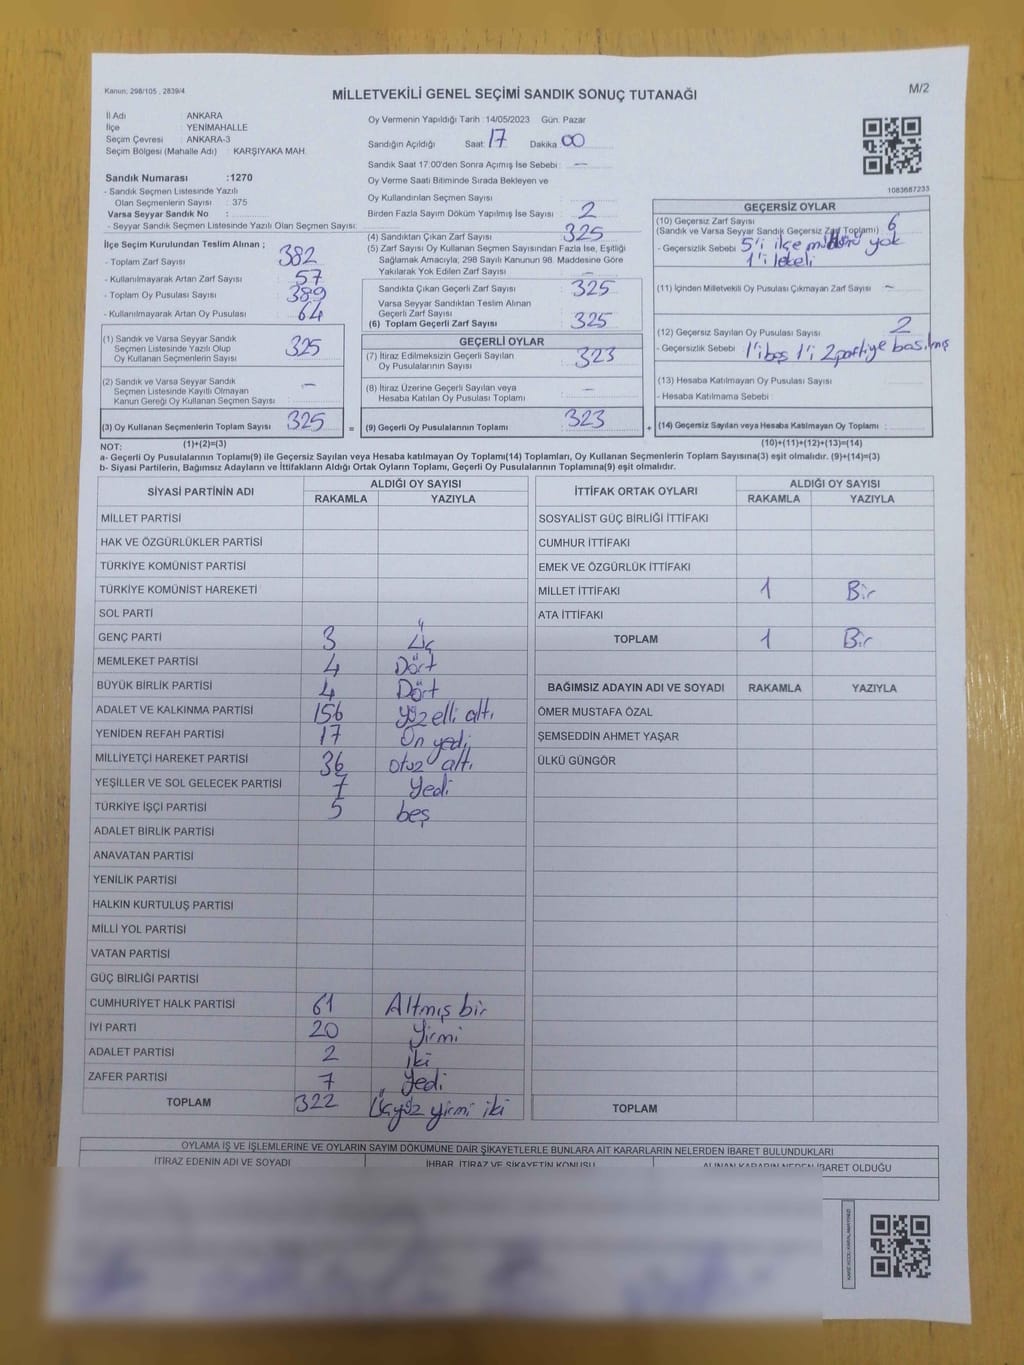 Kanun: 298/105 , 2839/4
MİLLETVEKİLİ GENEL SEÇİMİ SANDIK SONUÇ TUTANAĞI
M/2
İl Adı ANKARA
İlçe YENİMAHALLE
Seçim Çevresi ANKARA-3
Seçim Bölgesi (Mahalle Adı) : KARŞIYAKA MAH.
Oy Vermenin Yapıldığı Tarih :14/05/2023 Gün: Pazar
Sandığın Açıldığı Saat: 17 Dakika: 00
Sandık Saat 17:00'den Sonra Açımış İse Sebebi : —
Oy Verme Saati Bitiminde Sırada Bekleyen ve
Oy Kullandırılan Seçmen Sayısı :
Birden Fazla Sayım Döküm Yapılmış İse Sayısı : 2
1083687233
Sandık Numarası :1270
- Sandık Seçmen Listesinde Yazılı
Olan Seçmenlerin Sayısı : 375
Varsa Seyyar Sandık No :
- Seyyar Sandık Seçmen Listesinde Yazılı Olan Seçmen Sayısı:
İlçe Seçim Kurulundan Teslim Alınan ;
- Toplam Zarf Sayısı : 382
- Kullanılmayarak Artan Zarf Sayısı : 57
- Toplam Oy Pusulası Sayısı : 389
- Kullanılmayarak Artan Oy Pusulası : 64
(1) Sandık ve Varsa Seyyar Sandık
Seçmen Listesinde Yazılı Olup
Oy Kullanan Seçmenlerin Sayısı : 325
(2) Sandık ve Varsa Seyyar Sandık
Seçmen Listesinde Kayıtlı Olmayan
Kanun Gereği Oy Kullanan Seçmen Sayısı : —
(3) Oy Kullanan Seçmenlerin Toplam Sayısı : 325
(1)+(2)=(3)
(4) Sandıktan Çıkan Zarf Sayısı : 325
(5) Zarf Sayısı Oy Kullanan Seçmen Sayısından Fazla İse, Eşitliği
Sağlamak Amacıyla; 298 Sayılı Kanunun 98. Maddesine Göre
Yakılarak Yok Edilen Zarf Sayısı : —
Sandıkta Çıkan Geçerli Zarf Sayısı : 325
Varsa Seyyar Sandıktan Teslim Alınan
Geçerli Zarf Sayısı :
(6) Toplam Geçerli Zarf Sayısı : 325
GEÇERLİ OYLAR
(7) İtiraz Edilmeksizin Geçerli Sayılan
Oy Pusulalarının Sayısı : 323
(8) İtiraz Üzerine Geçerli Sayılan veya
Hesaba Katılan Oy Pusulası Toplamı : —
= (9) Geçerli Oy Pusulalarının Toplamı : 323
GEÇERSİZ OYLAR
(10) Geçersiz Zarf Sayısı
(Sandık ve Varsa Seyyar Sandık Geçersiz Zarf Toplamı) : 6
- Geçersizlik Sebebi : 5'i ilçe mührü yok
1'i lekeli
(11) İçinden Milletvekili Oy Pusulası Çıkmayan Zarf Sayısı : —
(12) Geçersiz Sayılan Oy Pusulası Sayısı : 2
- Geçersizlik Sebebi : 1'i boş 1'i 2 partiye basılmış
(13) Hesaba Katılmayan Oy Pusulası Sayısı :
- Hesaba Katılmama Sebebi :
+ (14) Geçersiz Sayılan veya Hesaba Katılmayan Oy Toplamı :
(10)+(11)+(12)+(13)=(14)
NOT:
a- Geçerli Oy Pusulalarının Toplamı(9) ile Geçersiz Sayılan veya Hesaba katılmayan Oy Toplamı(14) Toplamları, Oy Kullanan Seçmenlerin Toplam Sayısına(3) eşit olmalıdır. (9)+(14)=(3)
b- Siyasi Partilerin, Bağımsız Adayların ve İttifakların Aldığı Ortak Oyların Toplamı, Geçerli Oy Pusulalarının Toplamına(9) eşit olmalıdır.
SİYASİ PARTİNİN ADI
ALDIĞI OY SAYISI
RAKAMLA YAZIYLA
MİLLET PARTİSİ
HAK VE ÖZGÜRLÜKLER PARTİSİ
TÜRKİYE KOMÜNİST PARTİSİ
TÜRKİYE KOMÜNİST HAREKETİ
SOL PARTİ
GENÇ PARTİ 3 Üç
MEMLEKET PARTİSİ 4 Dört
BÜYÜK BİRLİK PARTİSİ 4 Dört
ADALET VE KALKINMA PARTİSİ 156 yüz elli altı
YENİDEN REFAH PARTİSİ 17 On yedi
MİLLİYETÇİ HAREKET PARTİSİ 36 otuz altı
YEŞİLLER VE SOL GELECEK PARTİSİ 7 Yedi
TÜRKİYE İŞÇİ PARTİSİ 5 beş
ADALET BİRLİK PARTİSİ
ANAVATAN PARTİSİ
YENİLİK PARTİSİ
HALKIN KURTULUŞ PARTİSİ
MİLLİ YOL PARTİSİ
VATAN PARTİSİ
GÜÇ BİRLİĞİ PARTİSİ
CUMHURİYET HALK PARTİSİ 61 Altmış bir
İYİ PARTİ 20 Yirmi
ADALET PARTİSİ 2 iki
ZAFER PARTİSİ 7 Yedi
TOPLAM 322 Üçyüz yirmi iki
İTTİFAK ORTAK OYLARI
ALDIĞI OY SAYISI
RAKAMLA YAZIYLA
SOSYALİST GÜÇ BİRLİĞİ İTTİFAKI
CUMHUR İTTİFAKI
EMEK VE ÖZGÜRLÜK İTTİFAKI
MİLLET İTTİFAKI 1 Bir
ATA İTTİFAKI
TOPLAM 1 Bir
BAĞIMSIZ ADAYIN ADI VE SOYADI RAKAMLA YAZIYLA
ÖMER MUSTAFA ÖZAL
ŞEMSEDDİN AHMET YAŞAR
ÜLKÜ GÜNGÖR
TOPLAM
OYLAMA İŞ VE İŞLEMLERİNE VE OYLARIN SAYIM DÖKÜMÜNE DAİR ŞİKAYETLERLE BUNLARA AİT KARARLARIN NELERDEN İBARET BULUNDUKLARI
İTİRAZ EDENİN ADI VE SOYADI İHBAR, İTİRAZ VE ŞİKAYETİN KONUSU ALINAN KARARIN NEDEN İBARET OLDUĞU